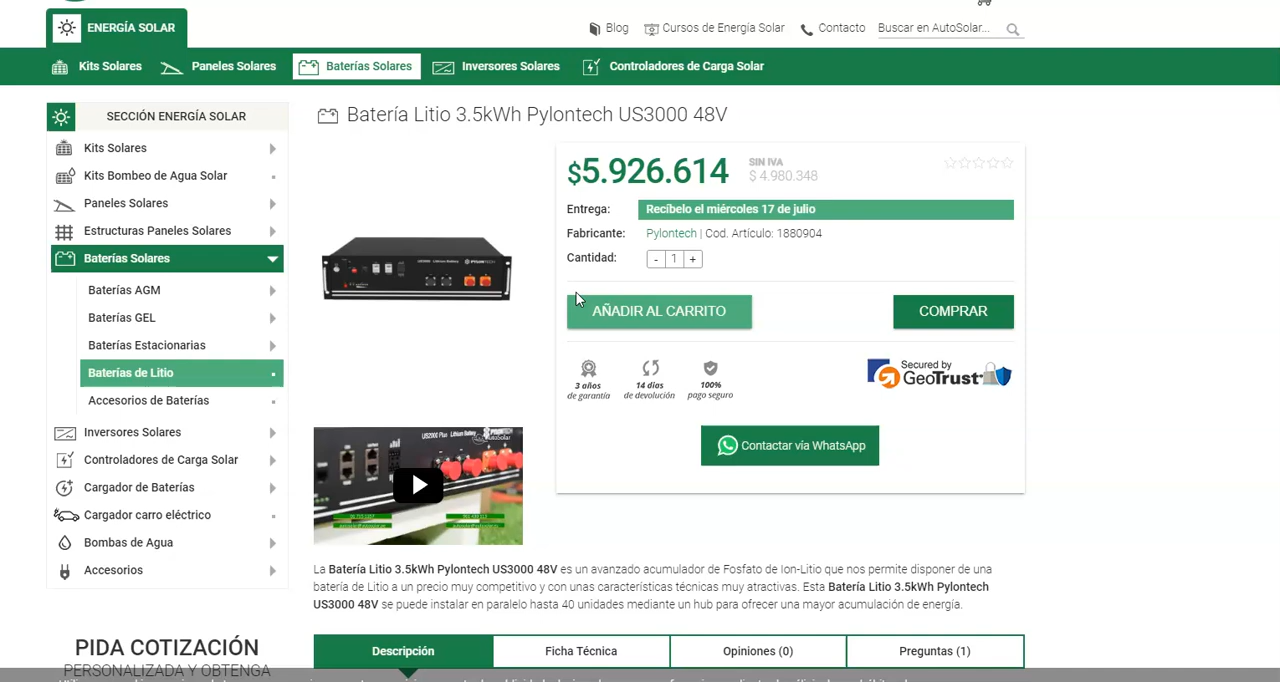 ENERGÍA SOLAR
Blog
Cursos de Energía Solar
Contacto
Buscar en AutoSolar...
Kits Solares
Paneles Solares
Baterías Solares
Inversores Solares
Controladores de Carga Solar
SECCIÓN ENERGÍA SOLAR
Kits Solares
Kits Bombeo de Agua Solar
Paneles Solares
Estructuras Paneles Solares
Baterías Solares
Baterías AGM
Baterías GEL
Baterías Estacionarias
Baterías de Litio
Accesorios de Baterías
Inversores Solares
Controladores de Carga Solar
Cargador de Baterías
Cargador carro eléctrico
Bombas de Agua
Accesorios
PIDA COTIZACIÓN
PERSONALIZADA Y OBTENGA
Batería Litio 3.5kWh Pylontech US3000 48V
$5.926.614
SIN IVA
$ 4.980.348
Entrega: Recíbelo el miércoles 17 de julio
Fabricante: Pylontech | Cod. Artículo: 1880904
Cantidad: - 1 +
AÑADIR AL CARRITO
COMPRAR
3 años
de garantía
14 dias
de devolución
100%
pago seguro
Secured by
GeoTrust
Contactar vía WhatsApp
US2000 Plus Lithium Battery
La Batería Litio 3.5kWh Pylontech US3000 48V es un avanzado acumulador de Fosfato de Ion-Litio que nos permite disponer de una
batería de Litio a un precio muy competitivo y con unas características técnicas muy atractivas. Esta Batería Litio 3.5kWh Pylontech
US3000 48V se puede instalar en paralelo hasta 40 unidades mediante un hub para ofrecer una mayor acumulación de energía.
Descripción
Ficha Técnica
Opiniones (0)
Preguntas (1)